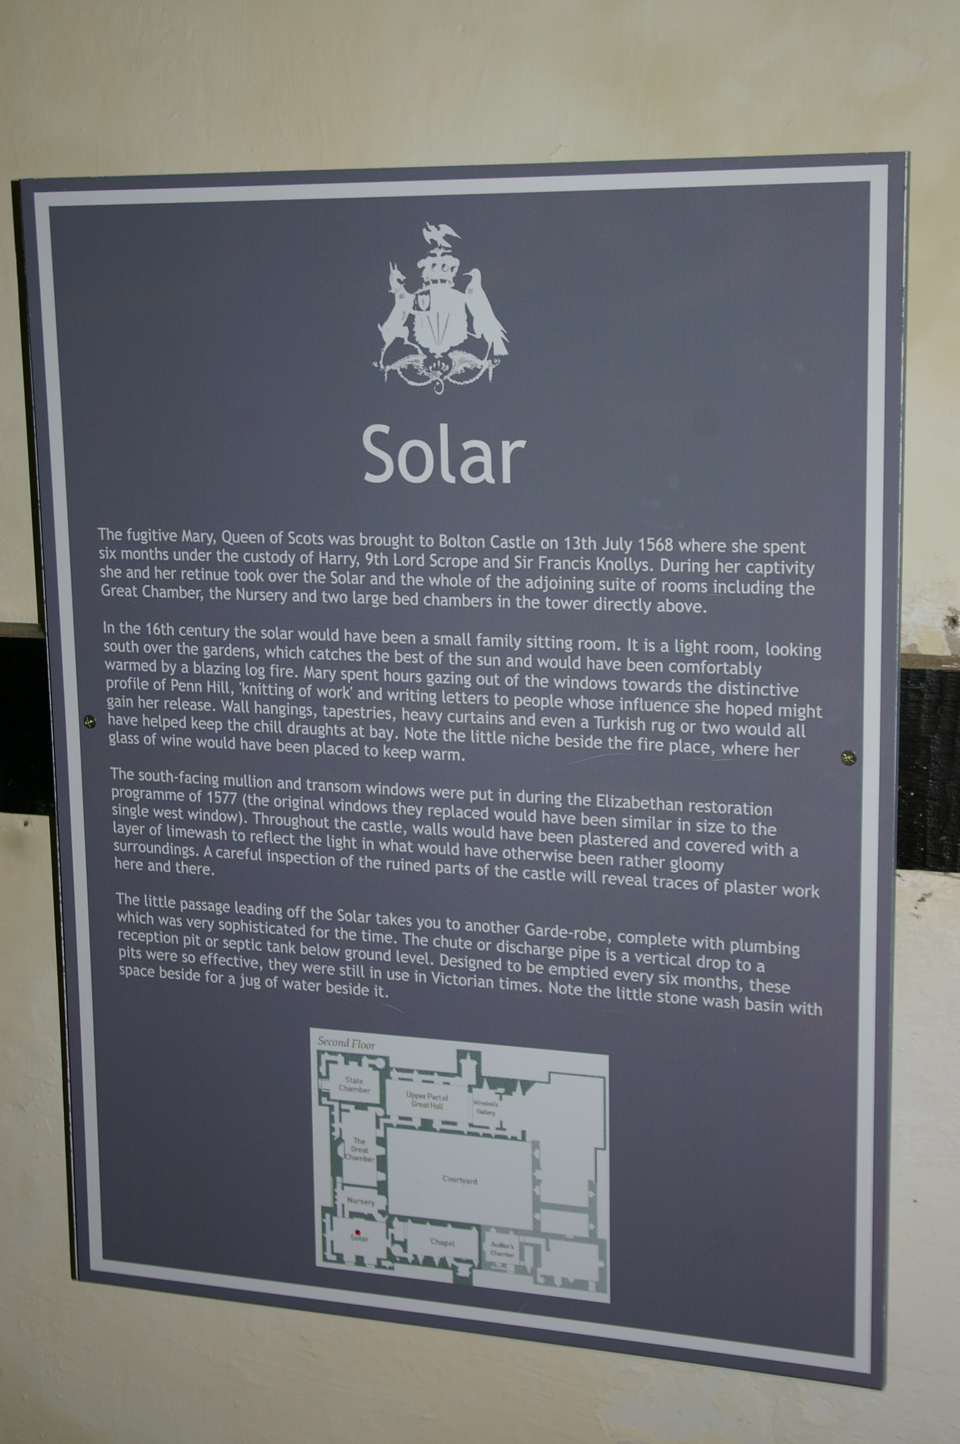 Solar
The fugitive Mary, Queen of Scots was brought to Bolton Castle on 13th July 1568 where she spent
six months under the custody of Harry, 9th Lord Scrope and Sir Francis Knollys. During her captivity
she and her retinue took over the Solar and the whole of the adjoining suite of rooms including the
Great Chamber, the Nursery and two large bed chambers in the tower directly above.
In the 16th century the solar would have been a small family sitting room. It is a light room, looking
south over the gardens, which catches the best of the sun and would have been comfortably
warmed by a blazing log fire. Mary spent hours gazing out of the windows towards the distinctive
profile of Penn Hill, 'knitting of work' and writing letters to people whose influence she hoped might
gain her release. Wall hangings, tapestries, heavy curtains and even a Turkish rug or two would all
have helped keep the chill draughts at bay. Note the little niche beside the fire place, where her
glass of wine would have been placed to keep warm.
The south-facing mullion and transom windows were put in during the Elizabethan restoration
programme of 1577 (the original windows they replaced would have been similar in size to the
single west window). Throughout the castle, walls would have been plastered and covered with a
layer of limewash to reflect the light in what would have otherwise been rather gloomy
surroundings. A careful inspection of the ruined parts of the castle will reveal traces of plaster work
here and there.
The little passage leading off the Solar takes you to another Garde-robe, complete with plumbing
which was very sophisticated for the time. The chute or discharge pipe is a vertical drop to a
reception pit or septic tank below ground level. Designed to be emptied every six months, these
pits were so effective, they were still in use in Victorian times. Note the little stone wash basin with
space beside for a jug of water beside it.
Second Floor
State
Chamber
Upper Part of
Great Hall
Minstrel's
Gallery
The
Great
Chamber
Courtyard
Nursery
Solar
Chapel
Auditor's
Chamber